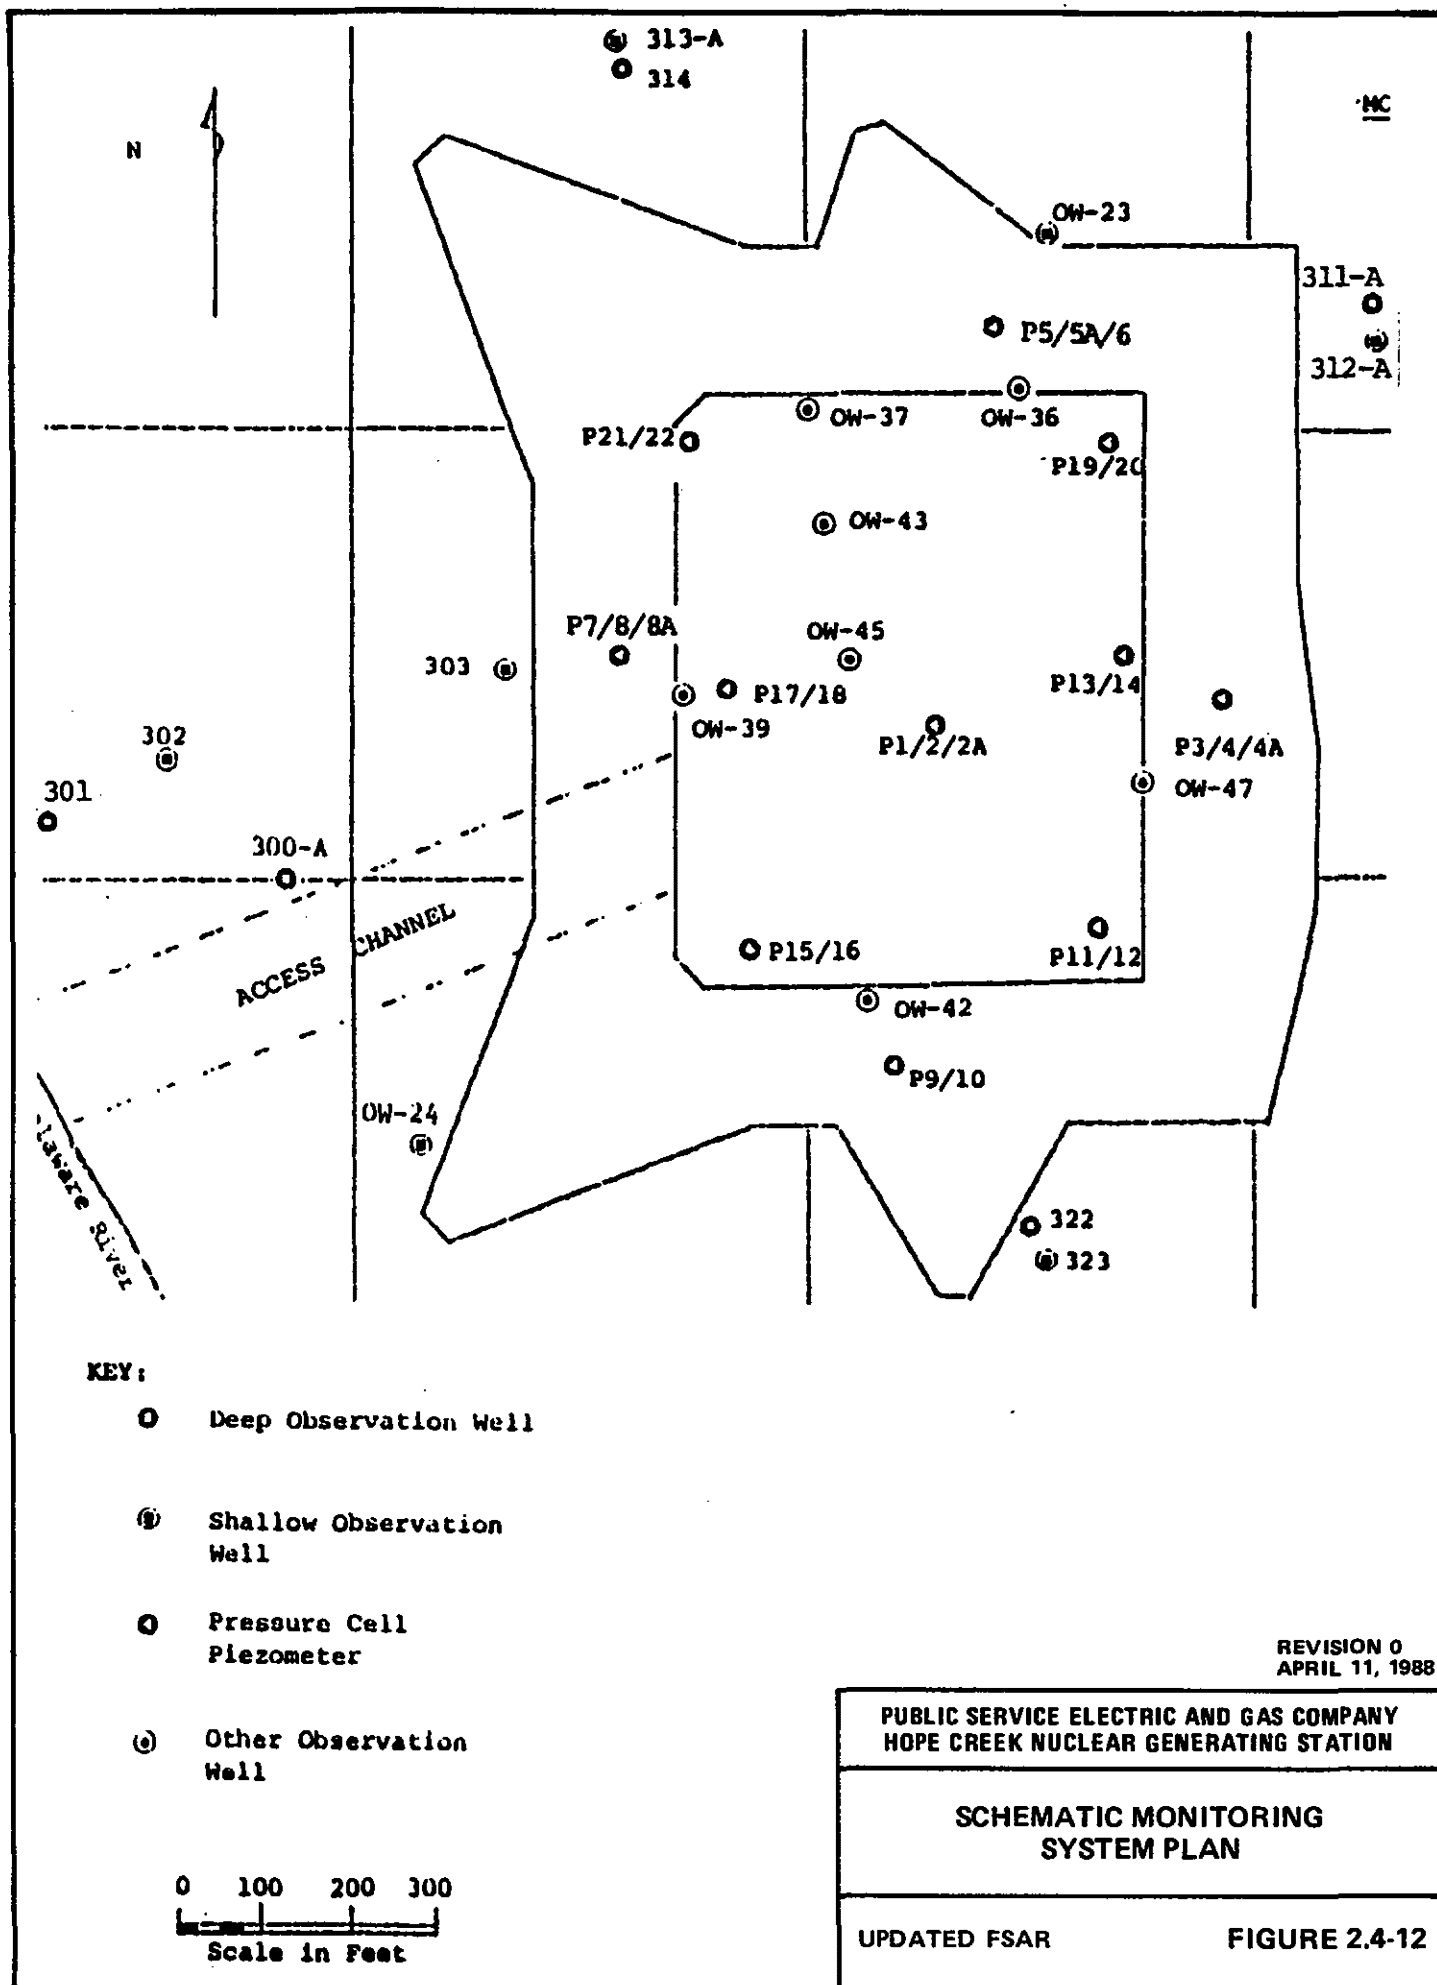 313-A
314
N
MC
OW-23
311-A
P5/5A/6
312-A
OW-37
OW-36
P21/22
P19/20
OW-43
P7/8/8A
OW-45
303
P17/18
P13/14
OW-39
302
P1/2/2A
P3/4/4A
301
OW-47
300-A
ACCESS CHANNEL
P15/16
P11/12
OW-42
P9/10
OW-24
laware River
322
323
KEY:
Deep Observation Well
Shallow Observation
Well
Pressure Cell
Piezometer
Other Observation
Well
0 100 200 300
Scale in Feet
REVISION 0
APRIL 11, 1988
PUBLIC SERVICE ELECTRIC AND GAS COMPANY
HOPE CREEK NUCLEAR GENERATING STATION
SCHEMATIC MONITORING
SYSTEM PLAN
UPDATED FSAR
FIGURE 2.4-12